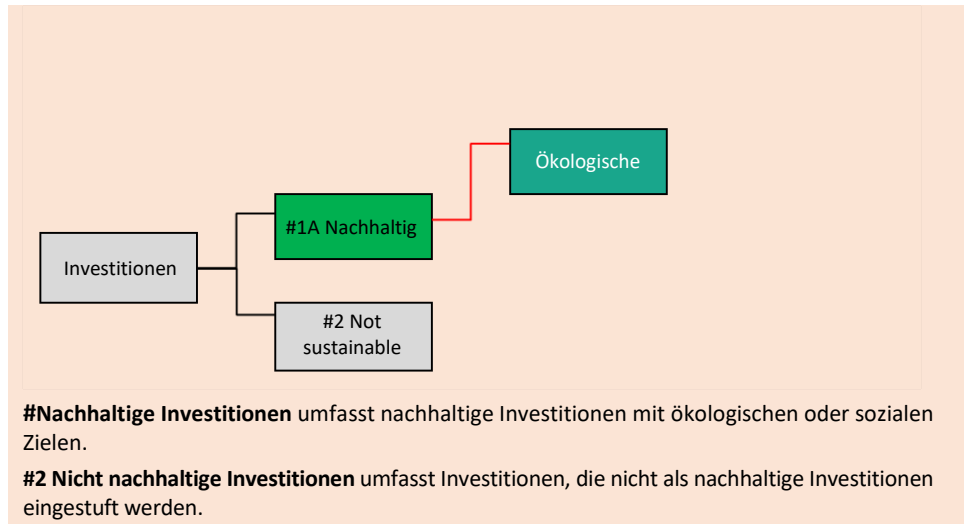 Ökologische
#1A Nachhaltig
Investitionen
#2 Not
sustainable
#Nachhaltige Investitionen umfasst nachhaltige Investitionen mit ökologischen oder sozialen
Zielen.
#2 Nicht nachhaltige Investitionen umfasst Investitionen, die nicht als nachhaltige Investitionen
eingestuft werden.